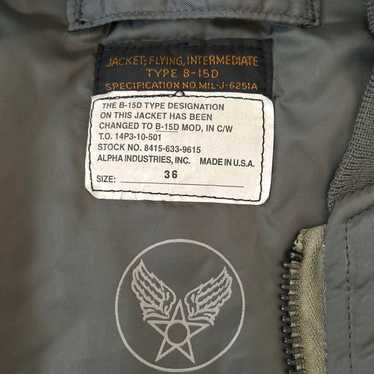 JACKET, FLYING, INTERMEDIATE
TYPE B-15D
SPECIFICATION NO. MIL-J-6251A
THE B-15D TYPE DESIGNATION
ON THIS JACKET HAS BEEN
CHANGED TO B-15D MOD, IN C/W
T.O. 14P3-10-501
STOCK NO. 8415-633-9615
ALPHA INDUSTRIES, INC. MADE IN U.S.A.
SIZE: 36